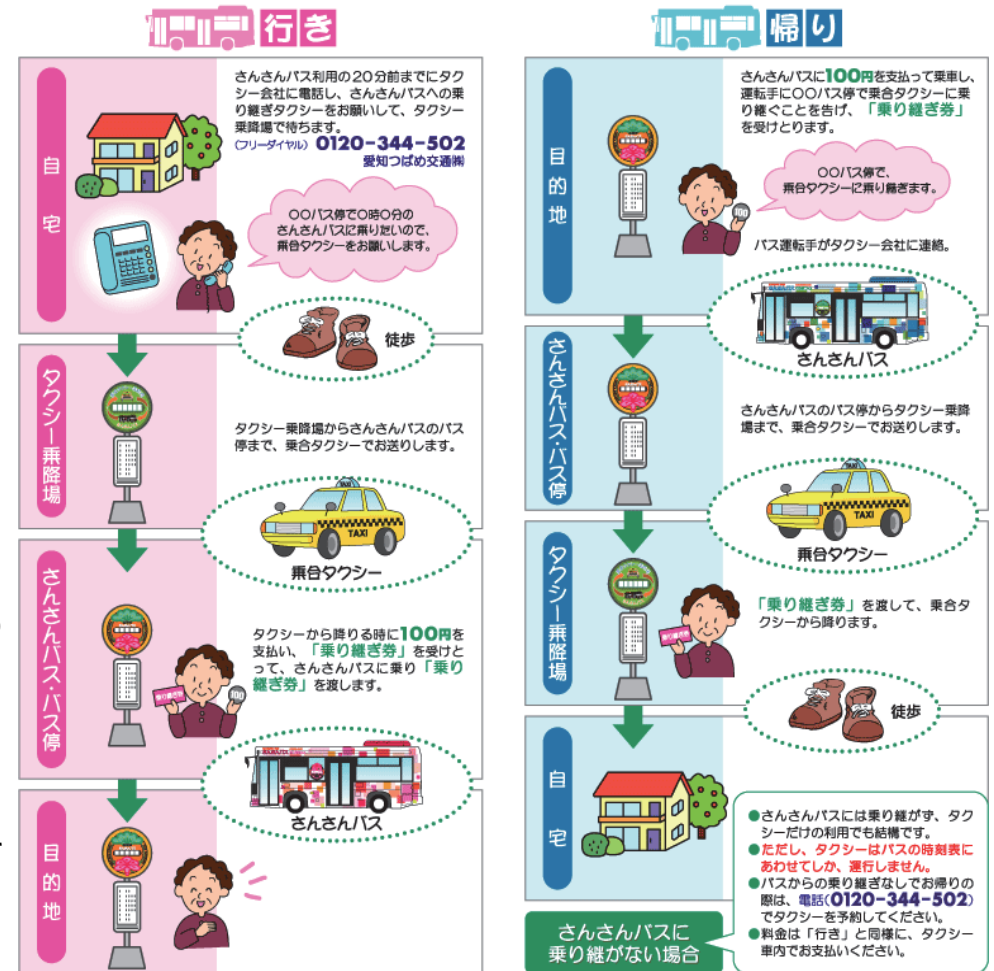 行き
自宅
さんさんバス利用の20分前までにタク
シー会社に電話し、さんさんバスへの乗
り継ぎタクシーをお願いして、タクシー
乗降場で待ちます。
(フリーダイヤル) 0120-344-502
愛知つばめ交通㈱
○○バス停で○時○分の
さんさんバスに乗りたいので、
乗合タクシーをお願いします。
徒歩
タクシー乗降場
タクシー乗降場からさんさんバスのバス
停まで、乗合タクシーでお送りします。
TAXI
TAXI
乗合タクシー
さんさんバス・バス停
タクシーから降りる時に100円を
支払い、「乗り継ぎ券」を受けと
って、さんさんバスに乗り「乗り
継ぎ券」を渡します。
乗り継ぎ券
100
さんさんバス
目的地
帰り
目的地
さんさんバスに100円を支払って乗車し、
運転手に○○バス停で乗合タクシーに乗
り継ぐことを告げ、「乗り継ぎ券」
を受けとります。
○○バス停で、
乗合タクシーに乗り継ぎます。
100
バス運転手がタクシー会社に連絡。
さんさんバス
さんさんバス・バス停
さんさんバスのバス停からタクシー乗降
場まで、乗合タクシーでお送りします。
TAXI
TAXI
乗合タクシー
タクシー乗降場
「乗り継ぎ券」を渡して、乗合タ
クシーから降ります。
乗り継ぎ券
徒歩
自宅
さんさんバスに
乗り継がない場合
●さんさんバスには乗り継がず、タク
シーだけの利用でも結構です。
●ただし、タクシーはバスの時刻表に
あわせてしか、運行しません。
●バスからの乗り継ぎなしでお帰りの
際は、電話(0120-344-502)
でタクシーを予約してください。
●料金は「行き」と同様に、タクシー
車内でお支払いください。